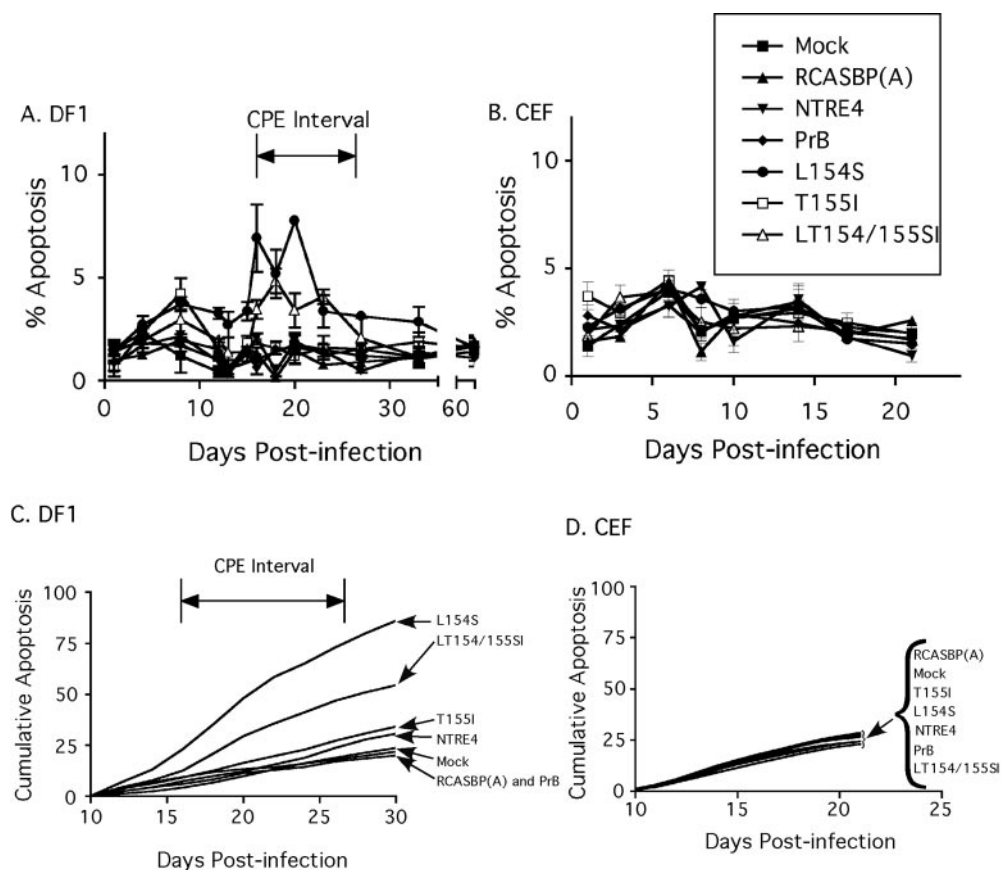 Mock
RCASBP(A)
NTRE4
PrB
L154S
T155I
LT154/155SI
A. DF1
CPE Interval
% Apoptosis
10
5
0
0 10 20 30 60
Days Post-infection
B. CEF
% Apoptosis
10
5
0
0 5 10 15 20
Days Post-infection
C. DF1
CPE Interval
Cumulative Apoptosis
100
75
50
25
0
10 15 20 25 30
Days Post-infection
L154S
LT154/155SI
T155I
NTRE4
Mock
RCASBP(A) and PrB
D. CEF
Cumulative Apoptosis
100
75
50
25
0
10 15 20 25
Days Post-infection
RCASBP(A)
Mock
T155I
L154S
NTRE4
PrB
LT154/155SI